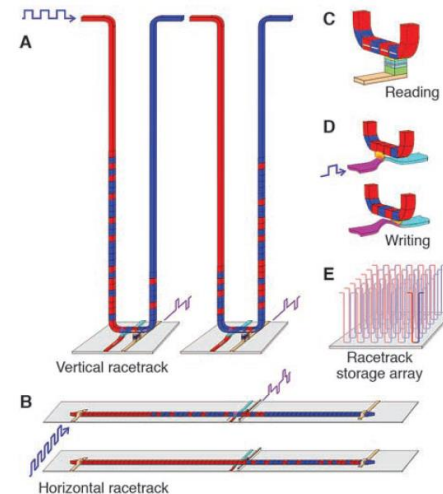 A
C
Reading
D
Writing
E
Racetrack
storage array
Vertical racetrack
B
Horizontal racetrack